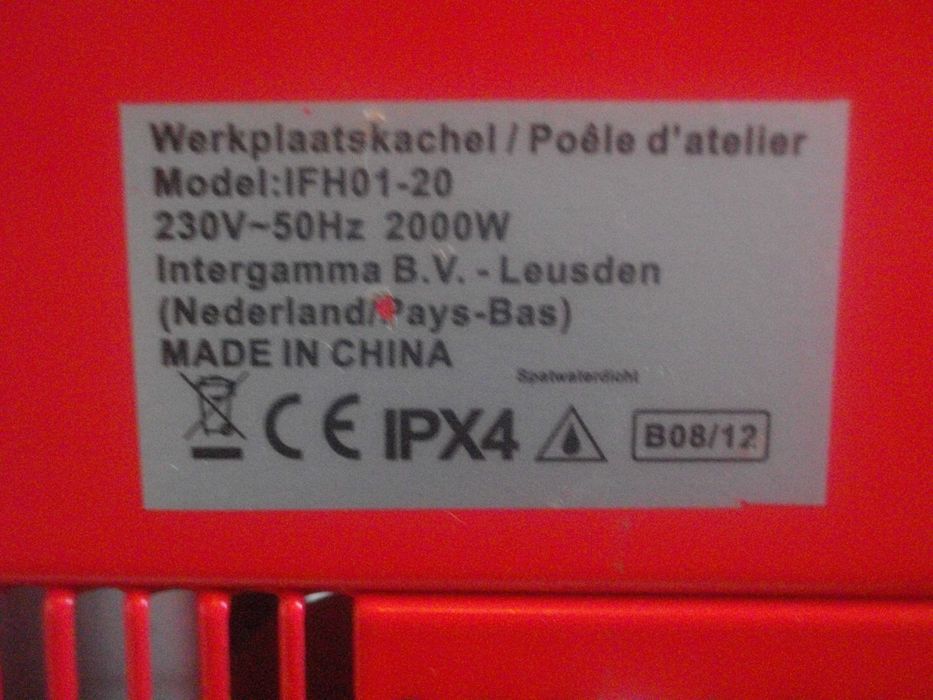 Werkplaatskachel / Poêle d'atelier
Model:IFH01-20
230V~50Hz 2000W
Intergamma B.V. - Leusden
(Nederland/Pays-Bas)
MADE IN CHINA
Spatwaterdicht
CE IPX4 B08/12